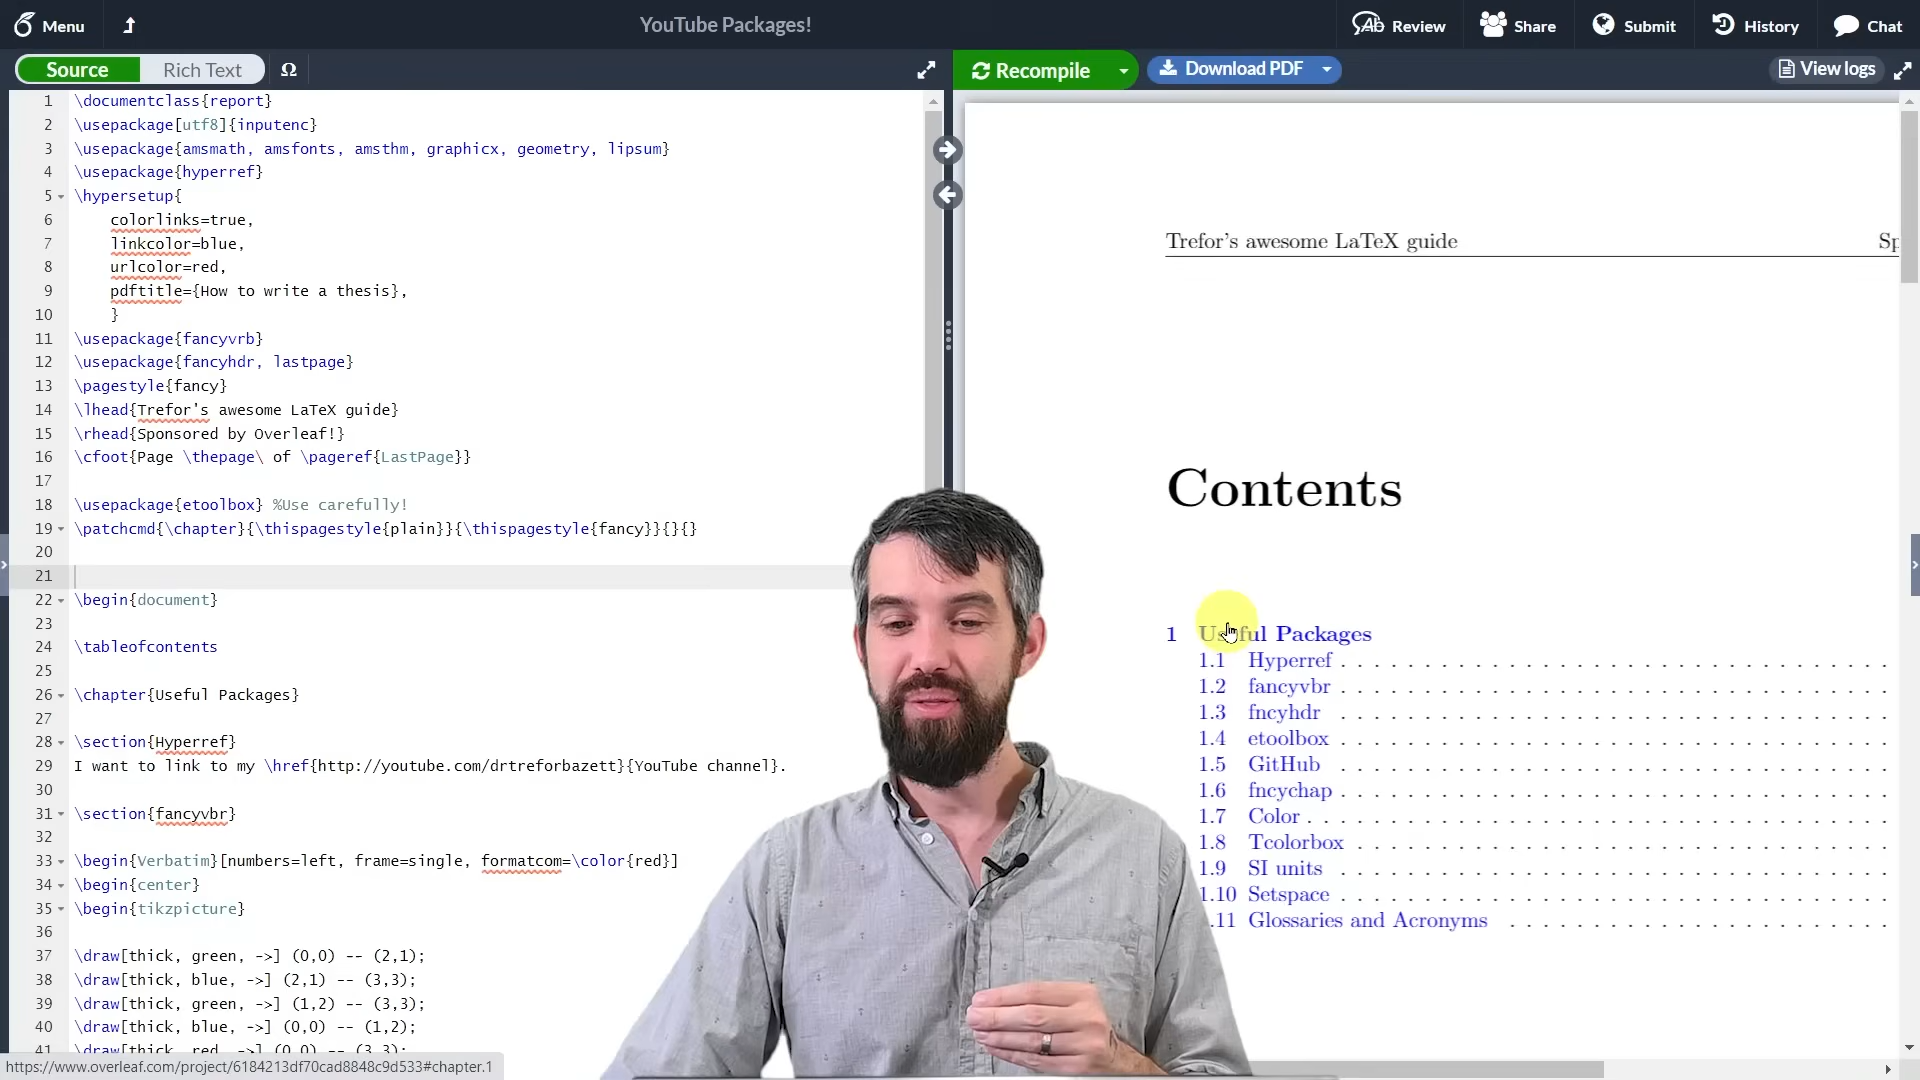 Menu
YouTube Packages!
Review
Share
Submit
History
Chat
Source
Rich Text
Ω
Recompile
Download PDF
View logs
1 \documentclass{report}
2 \usepackage[utf8]{inputenc}
3 \usepackage{amsmath, amsfonts, amsthm, graphicx, geometry, lipsum}
4 \usepackage{hyperref}
5 \hypersetup{
6 colorlinks=true,
7 linkcolor=blue,
8 urlcolor=red,
9 pdftitle={How to write a thesis},
10 }
11 \usepackage{fancyvrb}
12 \usepackage{fancyhdr, lastpage}
13 \pagestyle{fancy}
14 \lhead{Trefor's awesome LaTeX guide}
15 \rhead{Sponsored by Overleaf!}
16 \cfoot{Page \thepage\ of \pageref{LastPage}}
17
18 \usepackage{etoolbox} %Use carefully!
19 \patchcmd{\chapter}{\thispagestyle{plain}}{\thispagestyle{fancy}}{}{}
20
21
22 \begin{document}
23
24 \tableofcontents
25
26 \chapter{Useful Packages}
27
28 \section{Hyperref}
29 I want to link to my \href{http://youtube.com/drtreforbazett}{YouTube channel}.
30
31 \section{fancyvbr}
32
33 \begin{Verbatim}[numbers=left, frame=single, formatcom=\color{red}]
34 \begin{center}
35 \begin{tikzpicture}
36
37 \draw[thick, green, ->] (0,0) -- (2,1);
38 \draw[thick, blue, ->] (2,1) -- (3,3);
39 \draw[thick, green, ->] (1,2) -- (3,3);
40 \draw[thick, blue, ->] (0,0) -- (1,2);
41 \draw[thick, red, ->] (0,0) -- (3,3);
https://www.overleaf.com/project/6184213df70cad8848c9d533#chapter.1
Trefor's awesome LaTeX guide Sp
Contents
1 Useful Packages
1.1 Hyperref . . . . . . . . . . . . . . . . . . . . . . . . .
1.2 fancyvbr . . . . . . . . . . . . . . . . . . . . . . . . .
1.3 fncyhdr . . . . . . . . . . . . . . . . . . . . . . . . .
1.4 etoolbox . . . . . . . . . . . . . . . . . . . . . . . . .
1.5 GitHub . . . . . . . . . . . . . . . . . . . . . . . . .
1.6 fncychap . . . . . . . . . . . . . . . . . . . . . . . . .
1.7 Color . . . . . . . . . . . . . . . . . . . . . . . . . . .
1.8 Tcolorbox . . . . . . . . . . . . . . . . . . . . . . . .
1.9 SI units . . . . . . . . . . . . . . . . . . . . . . . . .
1.10 Setspace . . . . . . . . . . . . . . . . . . . . . . . . .
.11 Glossaries and Acronyms . . . . . . . . . . . . . . . . .